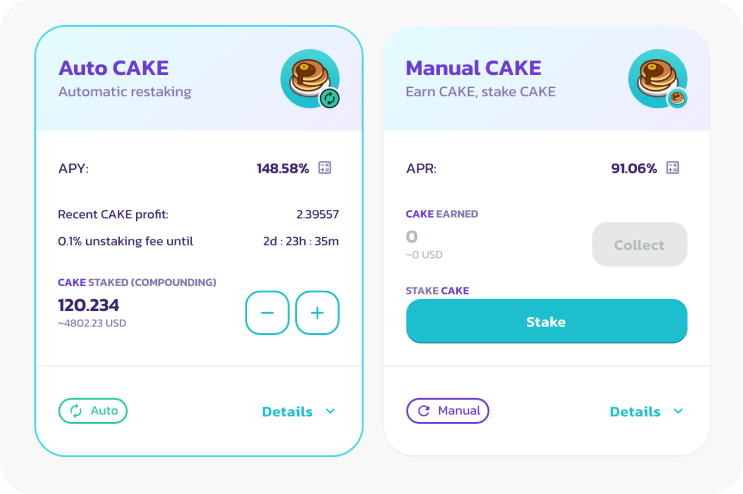 Auto CAKE
Automatic restaking
APY: 148.58%
Recent CAKE profit: 2.39557
0.1% unstaking fee until 2d : 23h : 35m
CAKE STAKED (COMPOUNDING)
120.234
~4802.23 USD
Auto Details
Manual CAKE
Earn CAKE, stake CAKE
APR: 91.06%
CAKE EARNED
0
~0 USD
Collect
STAKE CAKE
Stake
Manual Details